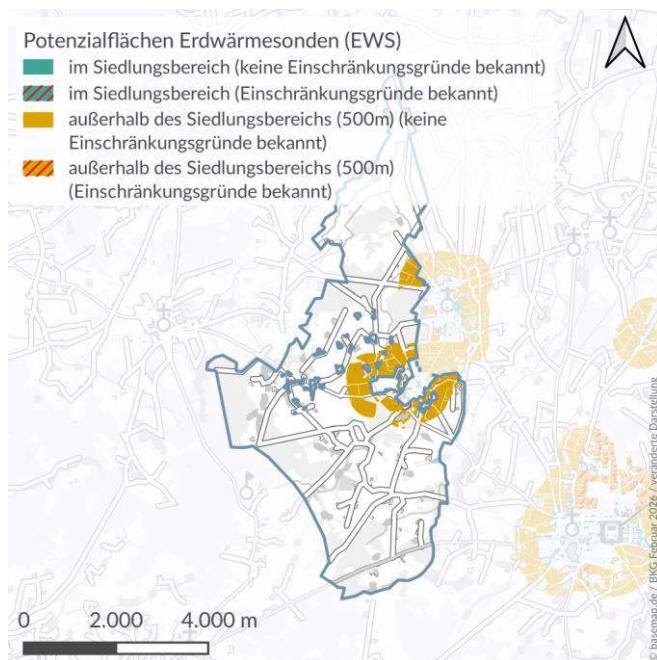 Potenzialflächen Erdwärmesonden (EWS)
im Siedlungsbereich (keine Einschränkungsgründe bekannt)
im Siedlungsbereich (Einschränkungsgründe bekannt)
außerhalb des Siedlungsbereichs (500m) (keine
Einschränkungsgründe bekannt)
außerhalb des Siedlungsbereichs (500m)
(Einschränkungsgründe bekannt)
0 2.000 4.000 m
© basemap.de / BKG Februar 2026 / veränderte Darstellung